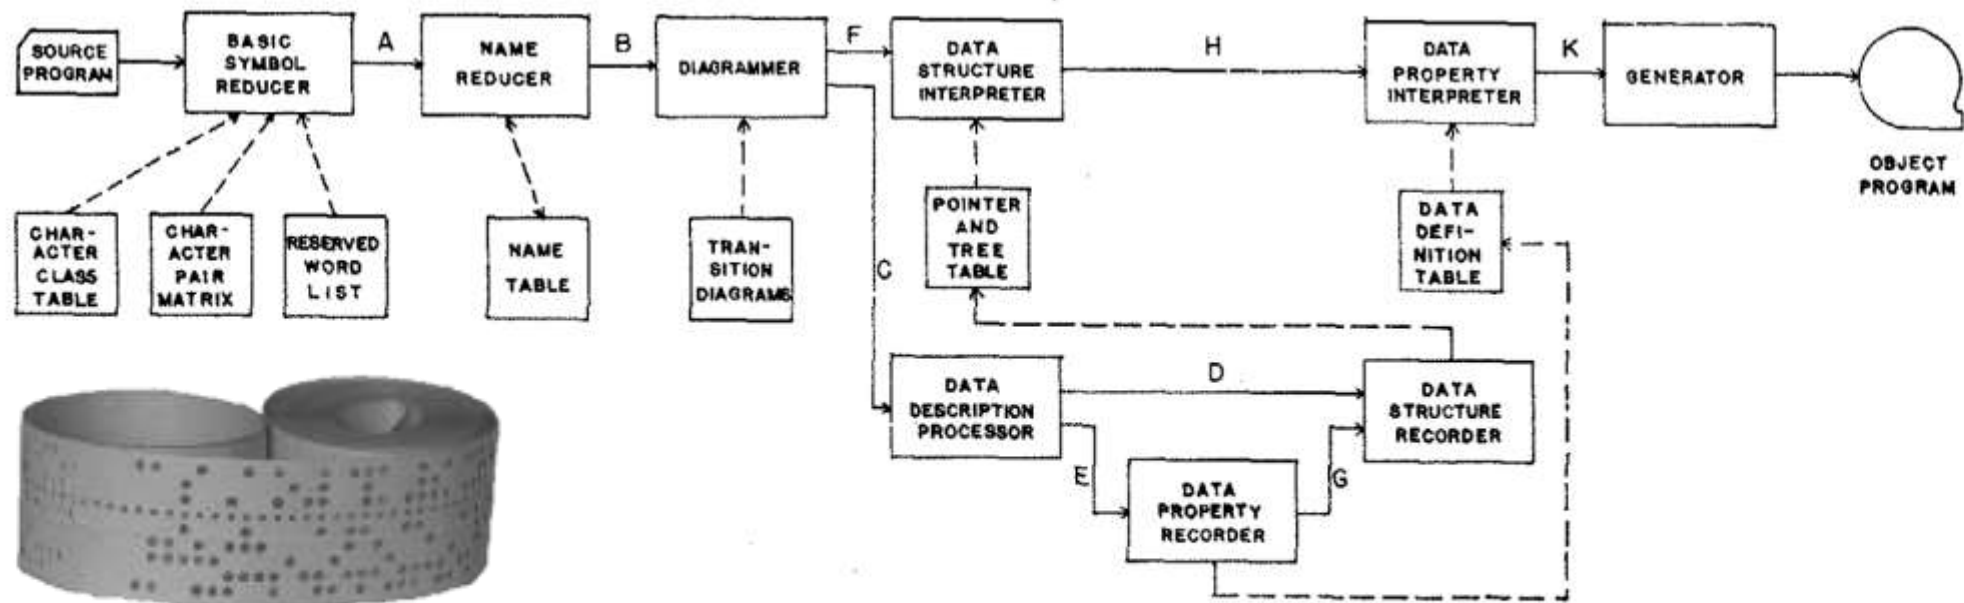 SOURCE
PROGRAM
BASIC
SYMBOL
REDUCER
A
NAME
REDUCER
B
DIAGRAMMER
F
DATA
STRUCTURE
INTERPRETER
H
DATA
PROPERTY
INTERPRETER
K
GENERATOR
OBJECT
PROGRAM
CHAR-
ACTER
CLASS
TABLE
CHAR-
ACTER
PAIR
MATRIX
RESERVED
WORD
LIST
NAME
TABLE
TRAN-
SITION
DIAGRAMS
C
POINTER
AND
TREE
TABLE
DATA
DEFI-
NITION
TABLE
DATA
DESCRIPTION
PROCESSOR
D
DATA
STRUCTURE
RECORDER
E
DATA
PROPERTY
RECORDER
G